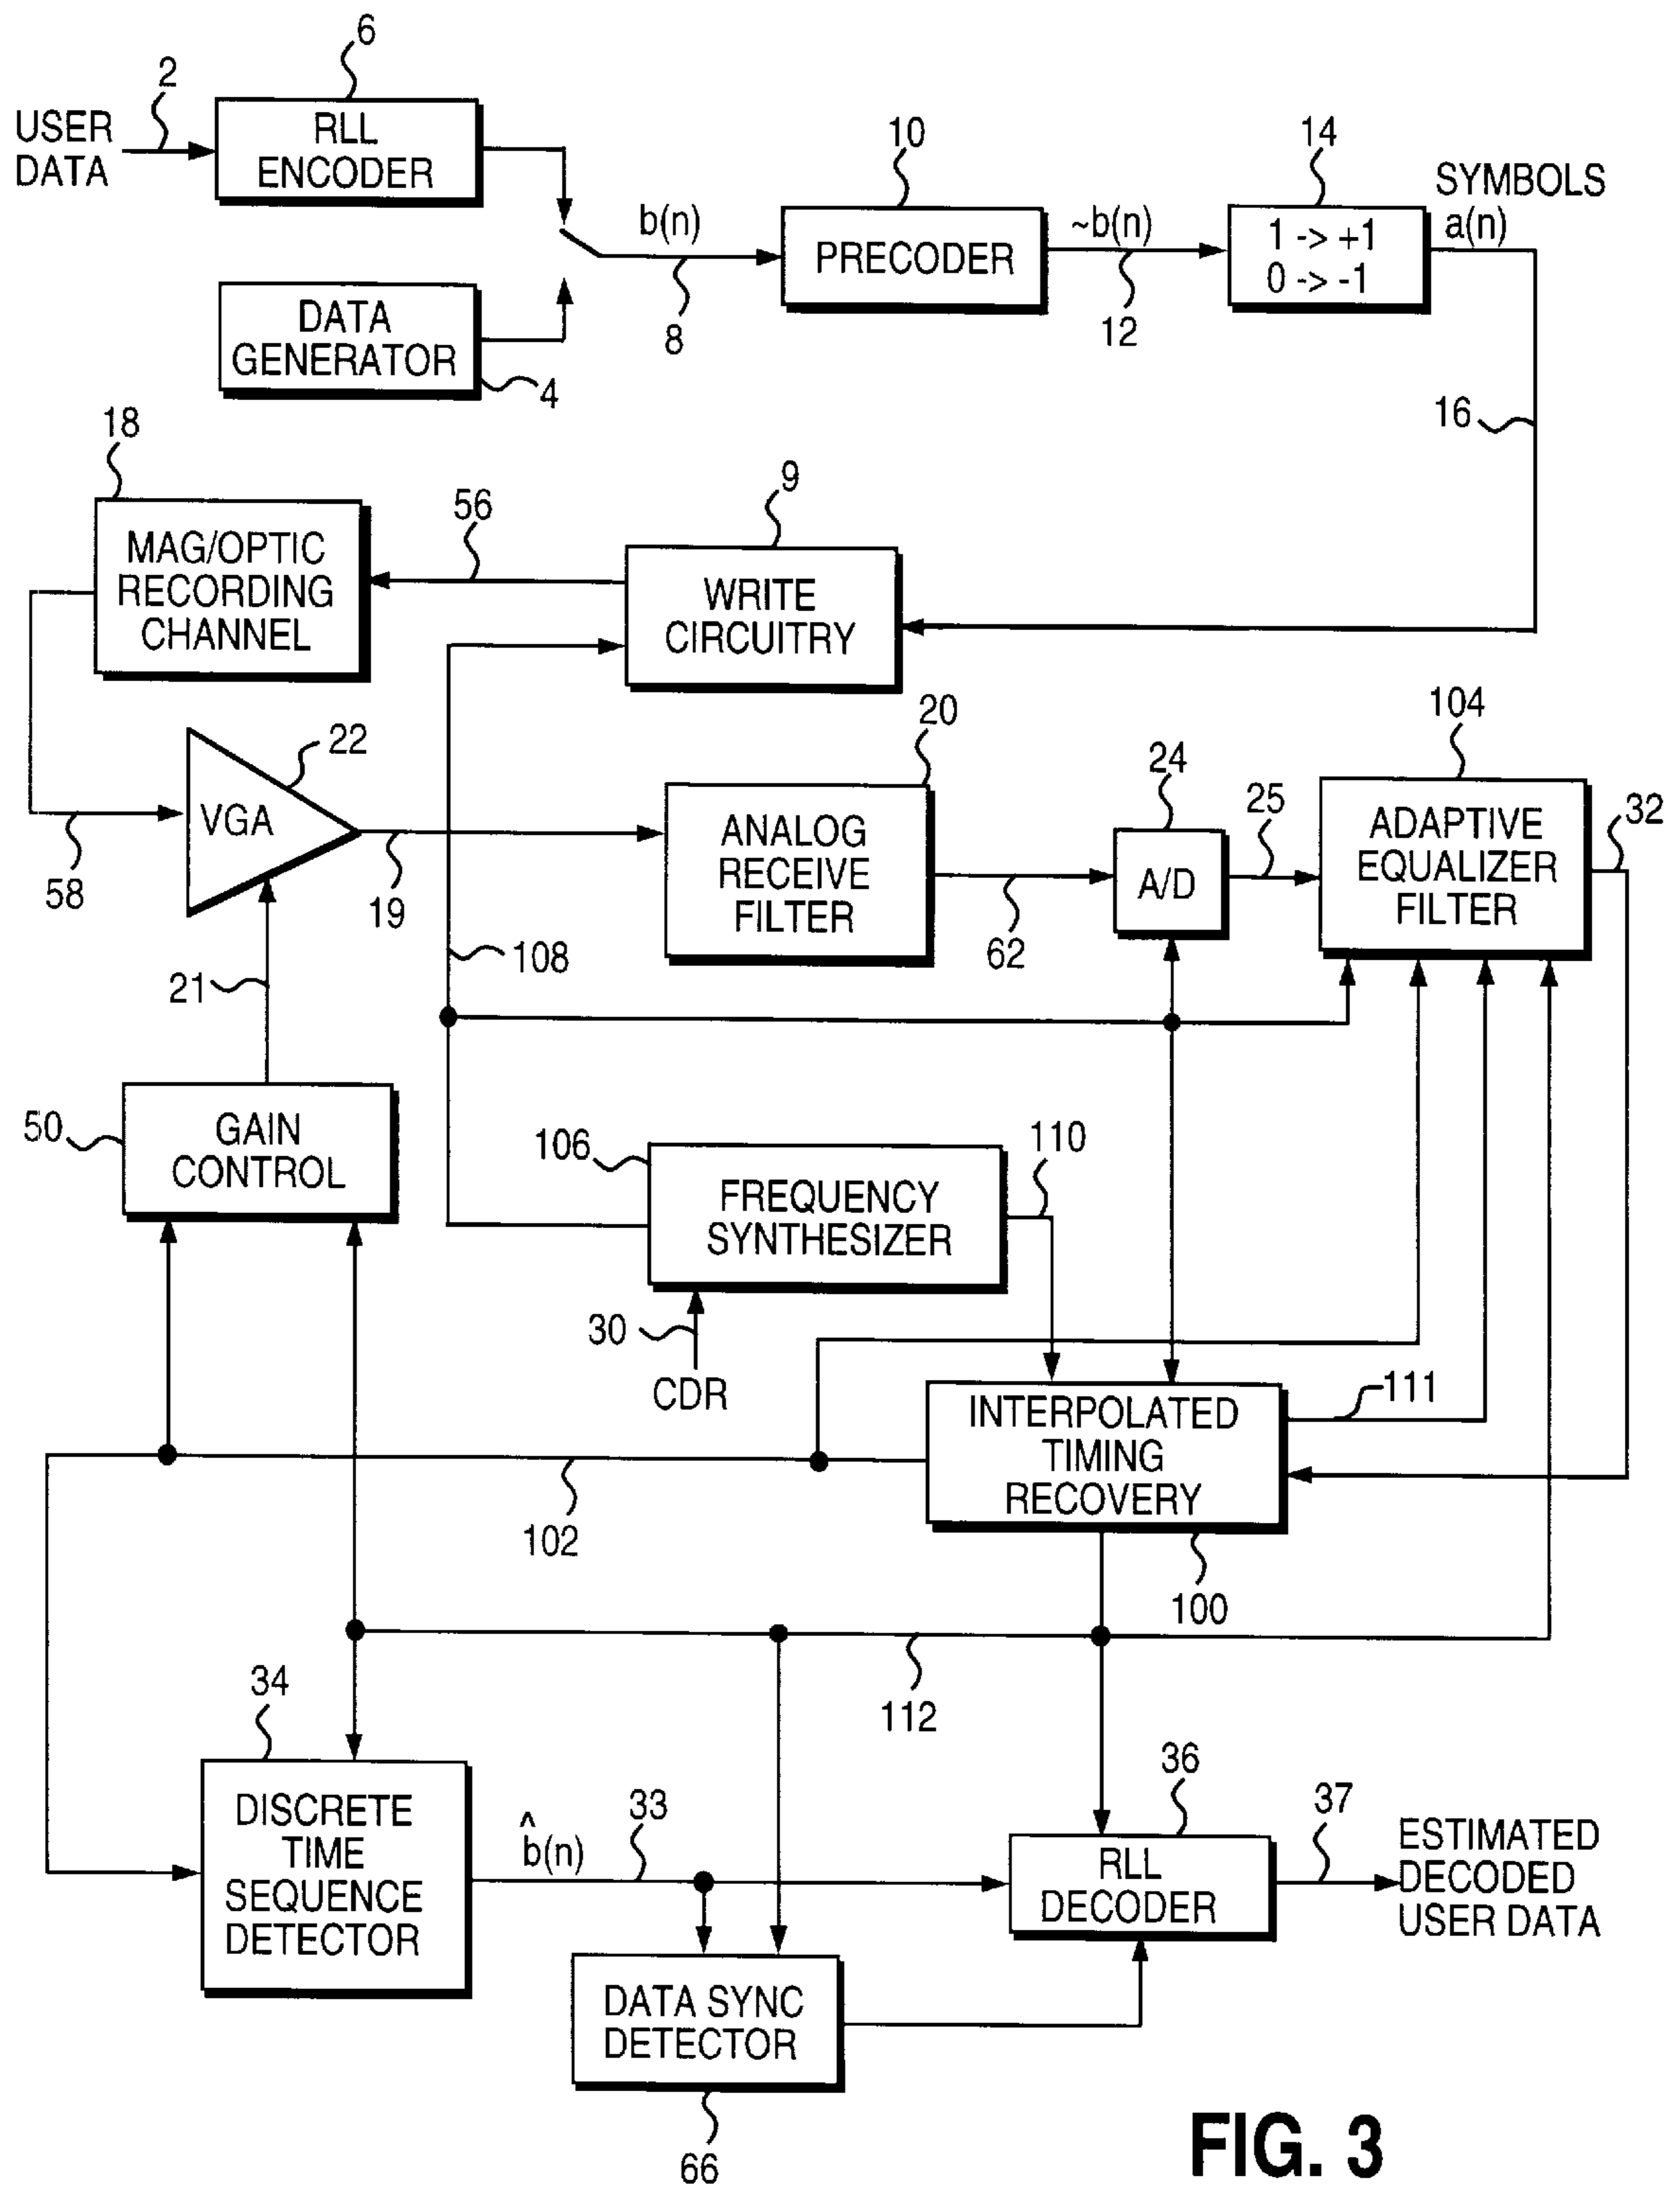 6
2
USER
DATA
RLL
ENCODER
10
14
SYMBOLS
b(n)
~b(n)
a(n)
PRECODER
1 -> +1
0 -> -1
8
12
DATA
GENERATOR
4
16
18
9
56
MAG/OPTIC
RECORDING
CHANNEL
WRITE
CIRCUITRY
20
104
22
24
VGA
25
32
ANALOG
RECEIVE
FILTER
A/D
ADAPTIVE
EQUALIZER
FILTER
58
19
62
108
21
50
GAIN
CONTROL
106
110
FREQUENCY
SYNTHESIZER
30
CDR
111
INTERPOLATED
TIMING
RECOVERY
102
100
34
112
36
DISCRETE
TIME
SEQUENCE
DETECTOR
b̂(n)
33
37
RLL
DECODER
ESTIMATED
DECODED
USER DATA
DATA SYNC
DETECTOR
66
FIG. 3